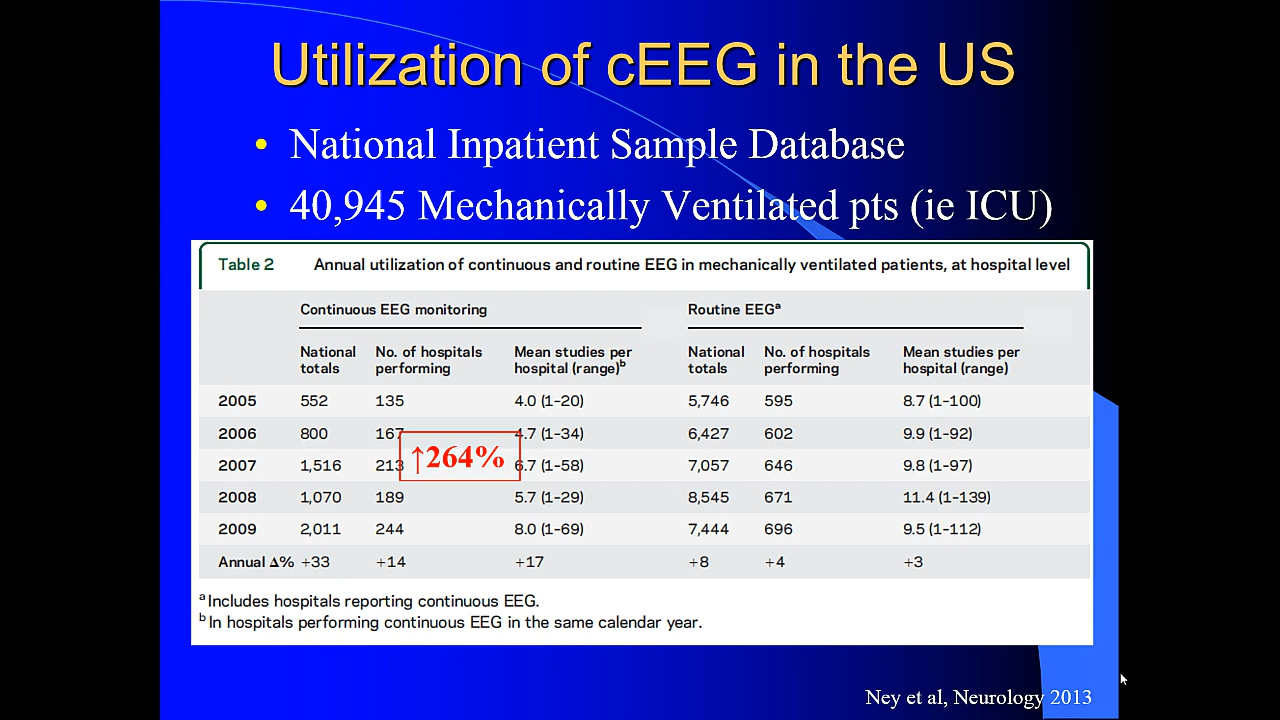 Utilization of cEEG in the US
• National Inpatient Sample Database
• 40,945 Mechanically Ventilated pts (ie ICU)
Table 2 Annual utilization of continuous and routine EEG in mechanically ventilated patients, at hospital level
Continuous EEG monitoring Routine EEGᵃ
National No. of hospitals Mean studies per National No. of hospitals Mean studies per
totals performing hospital (range)ᵇ totals performing hospital (range)
2005 552 135 4.0 (1–20) 5,746 595 8.7 (1–100)
2006 800 167 4.7 (1–34) 6,427 602 9.9 (1–92)
↑264%
2007 1,516 213 6.7 (1–58) 7,057 646 9.8 (1–97)
2008 1,070 189 5.7 (1–29) 8,545 671 11.4 (1–139)
2009 2,011 244 8.0 (1–69) 7,444 696 9.5 (1–112)
Annual Δ% +33 +14 +17 +8 +4 +3
ᵃ Includes hospitals reporting continuous EEG.
ᵇ In hospitals performing continuous EEG in the same calendar year.
Ney et al, Neurology 2013